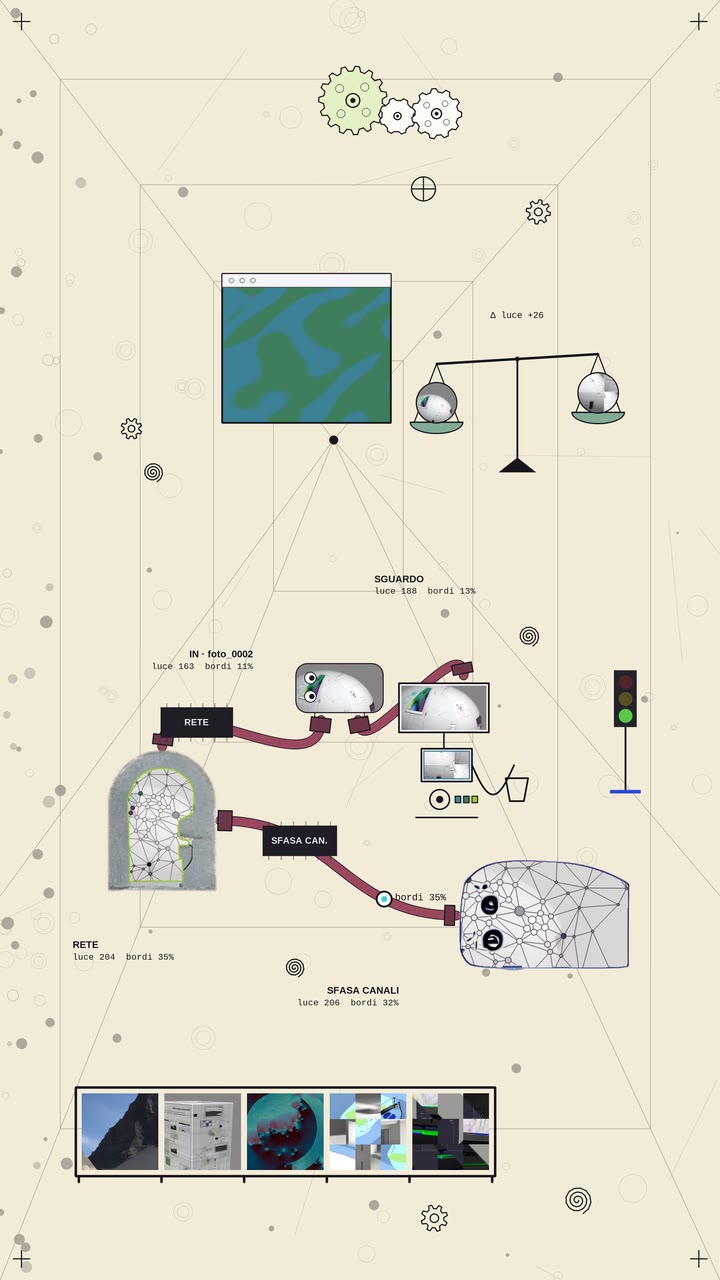 Δ luce +26
SGUARDO
luce 188  bordi 13%
IN · foto_0002
luce 163  bordi 11%
RETE
SFASA CAN.
bordi 35%
RETE
luce 204  bordi 35%
SFASA CANALI
luce 206  bordi 32%